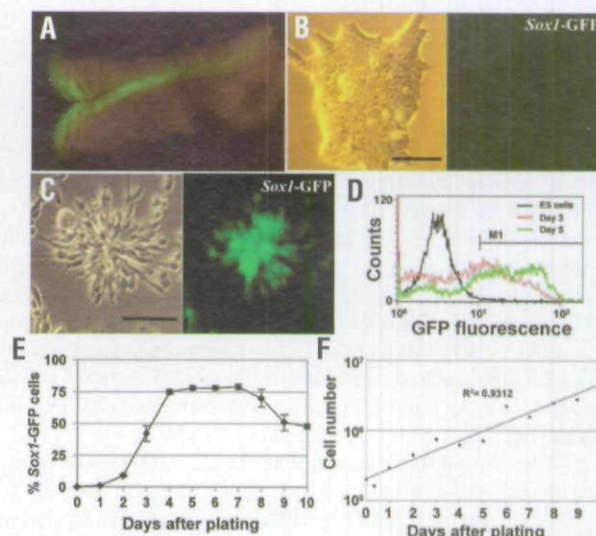 A
B
Sox1-GFP
C
Sox1-GFP
D
120
Counts
0
ES cells
Day 3
Day 5
M1
10⁰
10¹
GFP fluorescence
E
100
75
50
25
0
% Sox1-GFP cells
0 1 2 3 4 5 6 7 8 9 10
Days after plating
F
10⁷
10⁶
Cell number
R²= 0.9312
0 1 2 3 4 5 6 7 8 9
Days after plating